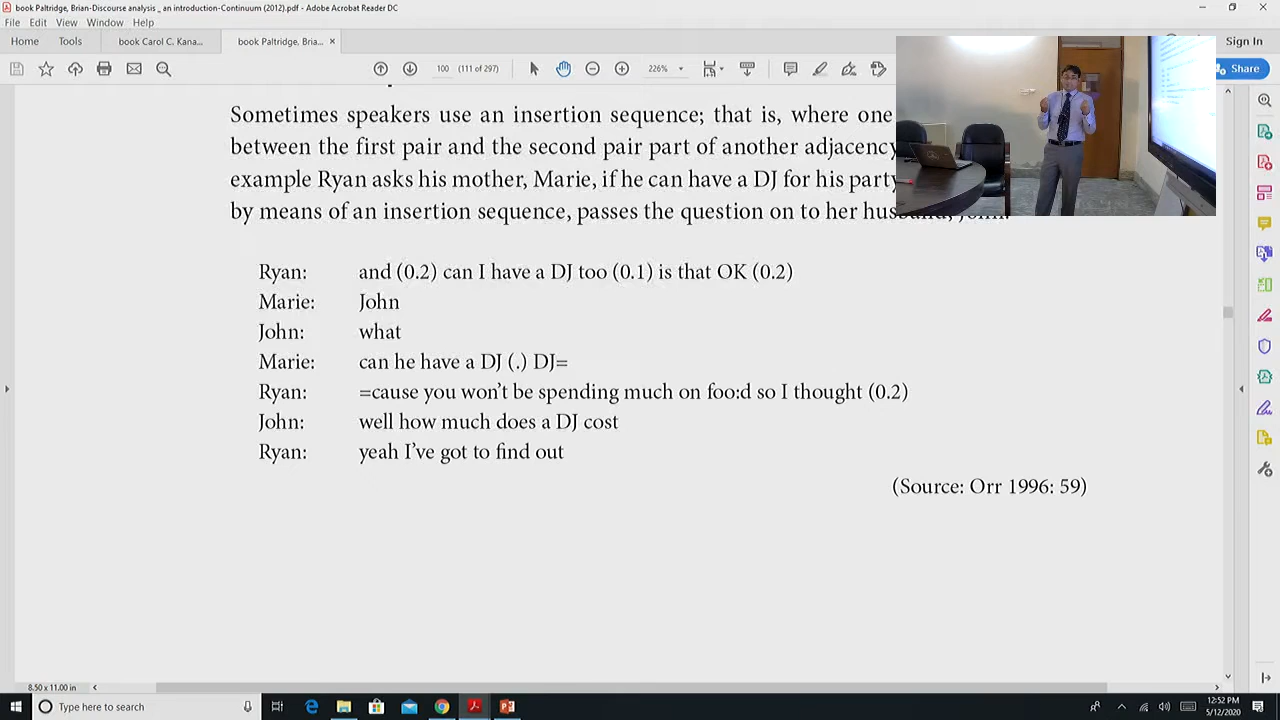 book Paltridge, Brian-Discourse analysis _ an introduction-Continuum (2012).pdf - Adobe Acrobat Reader DC
File Edit View Window Help
Home Tools book Carol C. Kana... book Paltridge, Bria... × Sign In
100 (117 of 297) 226% Share
Sometimes speakers use an insertion sequence; that is, where one
between the first pair and the second pair part of another adjacency
example Ryan asks his mother, Marie, if he can have a DJ for his party
by means of an insertion sequence, passes the question on to her husband, John.
Ryan: and (0.2) can I have a DJ too (0.1) is that OK (0.2)
Marie: John
John: what
Marie: can he have a DJ (.) DJ=
Ryan: =cause you won't be spending much on foo:d so I thought (0.2)
John: well how much does a DJ cost
Ryan: yeah I've got to find out
(Source: Orr 1996: 59)
8.50 x 11.00 in
Type here to search
12:52 PM
5/12/2020